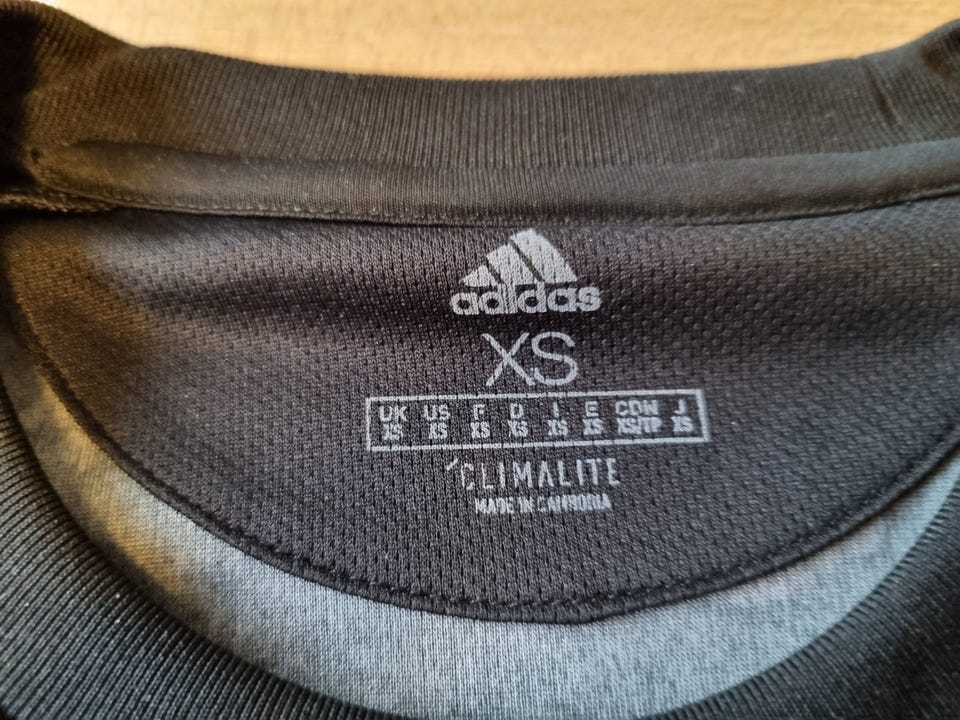 adidas
XS
UK US F D I E CDN J
XS XS XS XS XS XS XS/TP XS
CLIMALITE
MADE IN CAMBODIA